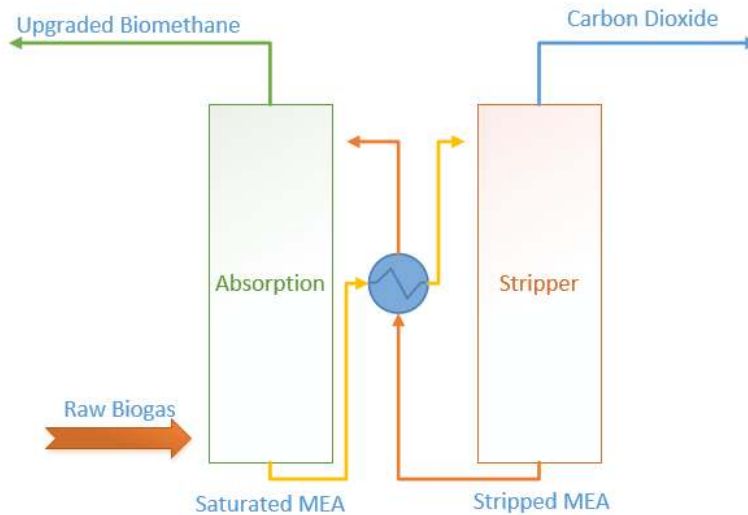 Upgraded Biomethane
Carbon Dioxide
Absorption
Stripper
Raw Biogas
Saturated MEA
Stripped MEA